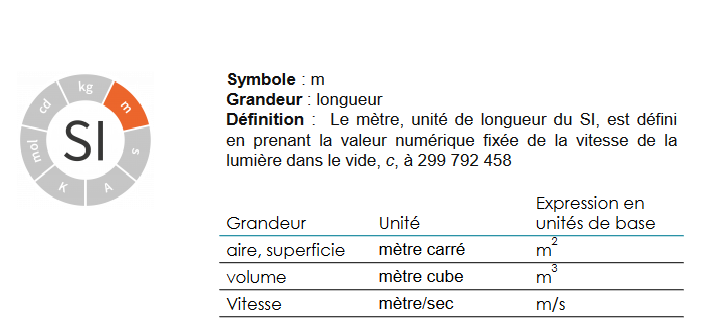 kg
cd
m
mol
SI
s
K
A
Symbole : m
Grandeur : longueur
Définition :  Le mètre, unité de longueur du SI, est défini
en prenant la valeur numérique fixée de la vitesse de la
lumière dans le vide, c, à 299 792 458
Expression en
Grandeur Unité unités de base
aire, superficie mètre carré m²
volume mètre cube m³
Vitesse mètre/sec m/s